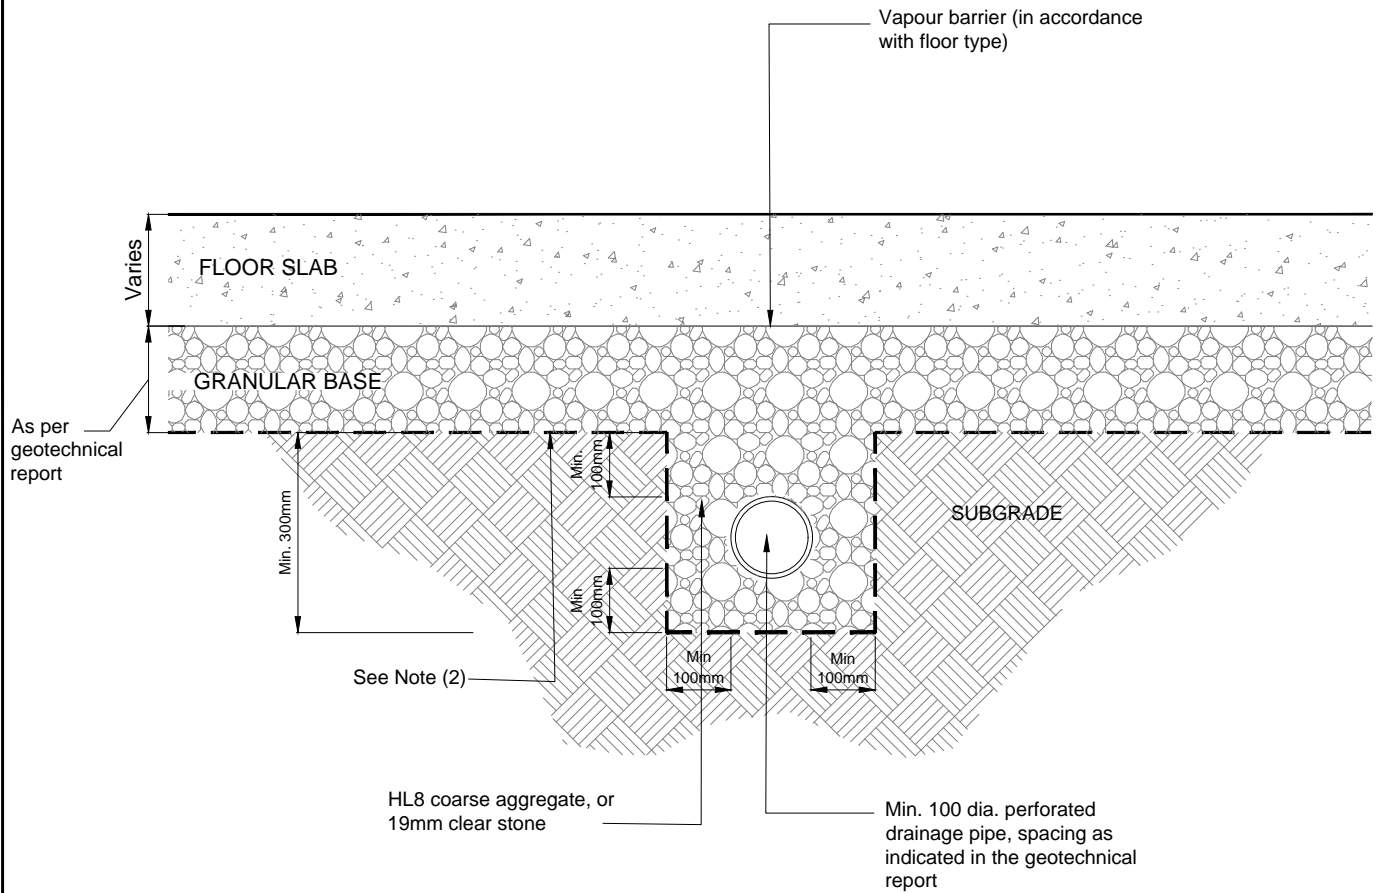 Vapour barrier (in accordance
with floor type)
Varies
FLOOR SLAB
GRANULAR BASE
As per
geotechnical
report
Min.
100mm
Min. 300mm
SUBGRADE
Min
100mm
Min
100mm
Min
100mm
See Note (2)
HL8 coarse aggregate, or
19mm clear stone
Min. 100 dia. perforated
drainage pipe, spacing as
indicated in the geotechnical
report